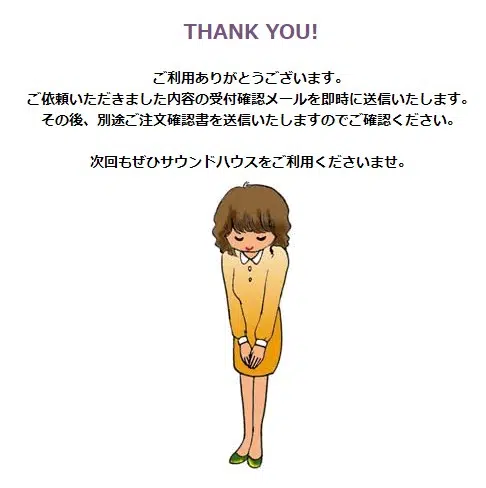 THANK YOU!
ご利用ありがとうございます。
ご依頼いただきました内容の受付確認メールを即時に送信いたします。
その後、別途ご注文確認書を送信いたしますのでご確認ください。
次回もぜひサウンドハウスをご利用くださいませ。